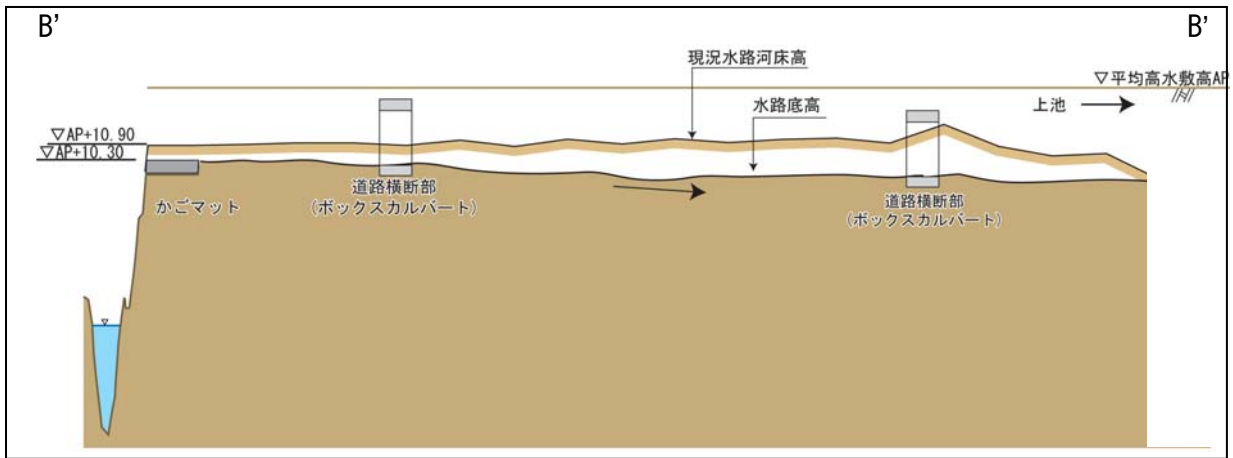 B’
B’
現況水路河床高
▽平均高水敷高AP
水路底高
上池
▽AP+10.90
▽AP+10.30
かごマット
道路横断部
(ボックスカルバート)
道路横断部
(ボックスカルバート)